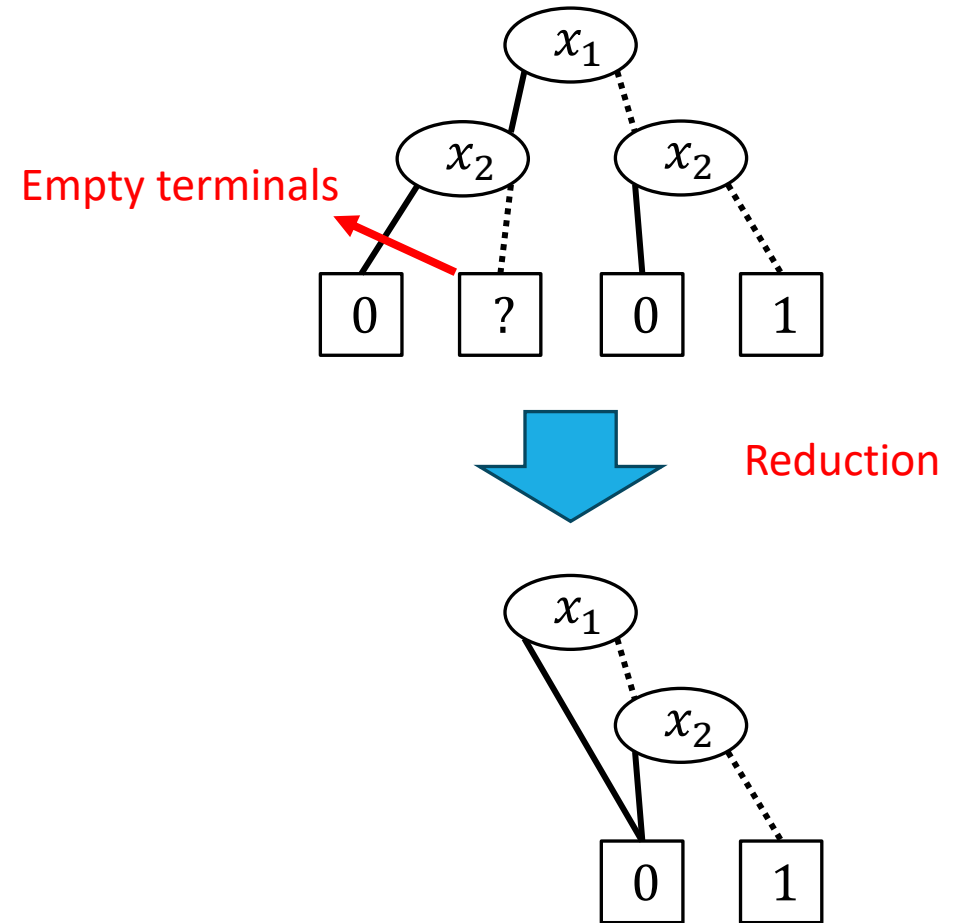 x₁
x₂ x₂
Empty terminals
0 ? 0 1
Reduction
x₁
x₂
0 1